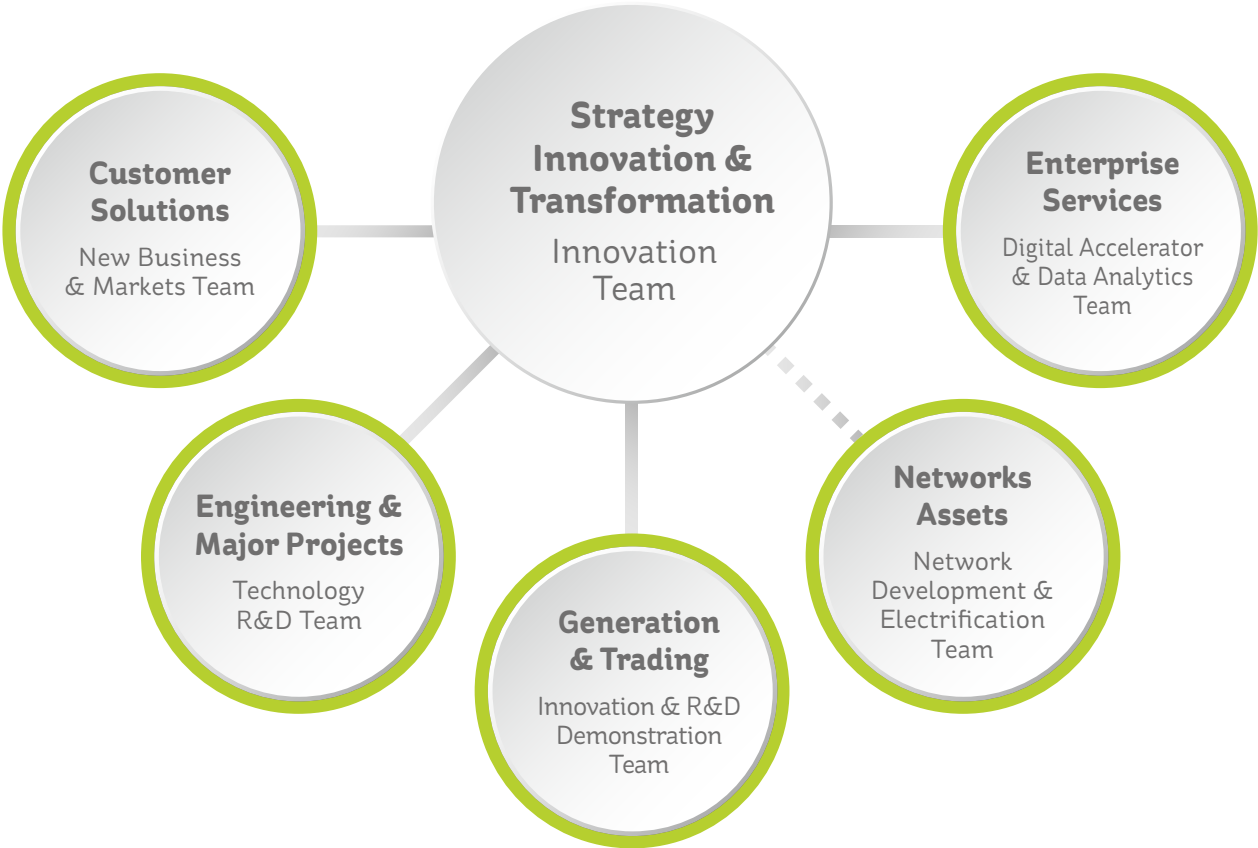 Strategy
Innovation &
Transformation
Innovation
Team
Customer
Solutions
New Business
& Markets Team
Enterprise
Services
Digital Accelerator
& Data Analytics
Team
Engineering &
Major Projects
Technology
R&D Team
Generation
& Trading
Innovation & R&D
Demonstration
Team
Networks
Assets
Network
Development &
Electrification
Team